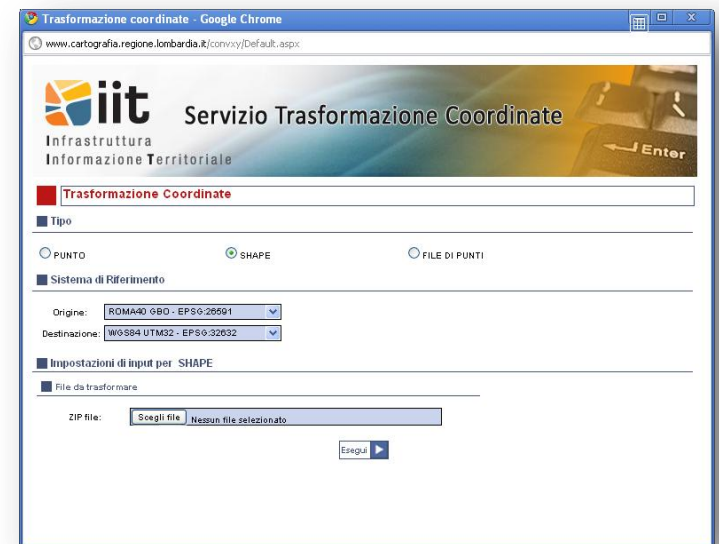 Trasformazione coordinate - Google Chrome
www.cartografia.regione.lombardia.it/convxy/Default.aspx
iit
Infrastruttura
Informazione Territoriale
Servizio Trasformazione Coordinate
Enter
Trasformazione Coordinate
Tipo
PUNTO SHAPE FILE DI PUNTI
Sistema di Riferimento
Origine: ROMA40 GBO - EPSG:26591
Destinazione: WGS84 UTM32 - EPSG:32632
Impostazioni di input per SHAPE
File da trasformare
ZIP file: Scegli file Nessun file selezionato
Esegui